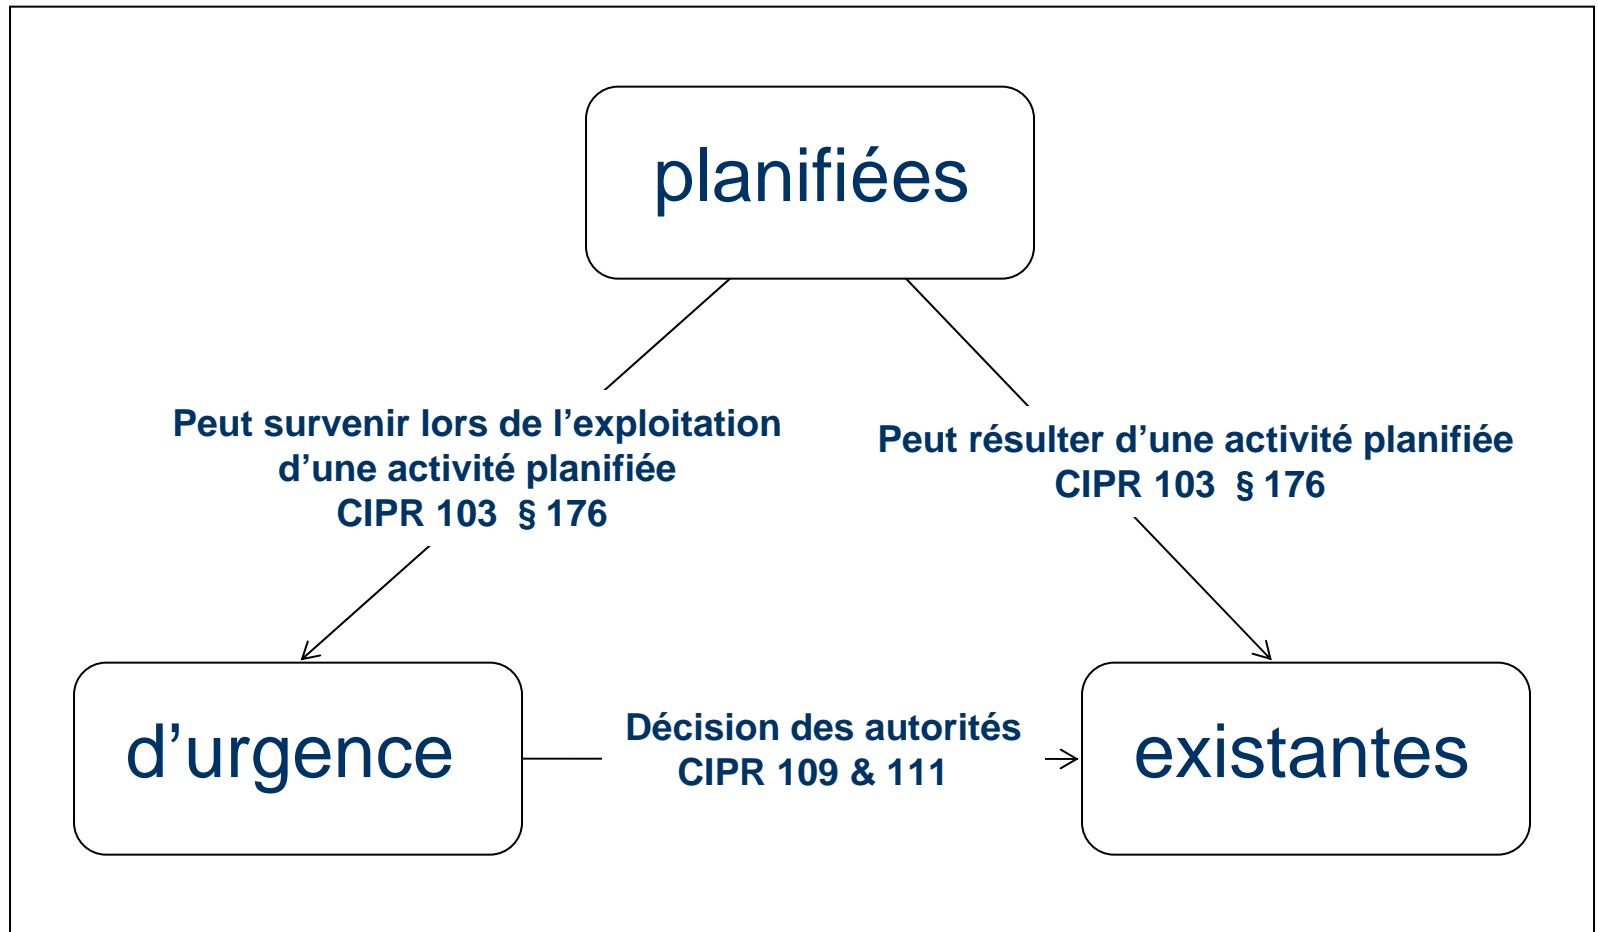 planifiées
Peut survenir lors de l’exploitation
d’une activité planifiée
CIPR 103 § 176
Peut résulter d’une activité planifiée
CIPR 103 § 176
d’urgence
Décision des autorités
CIPR 109 & 111
existantes